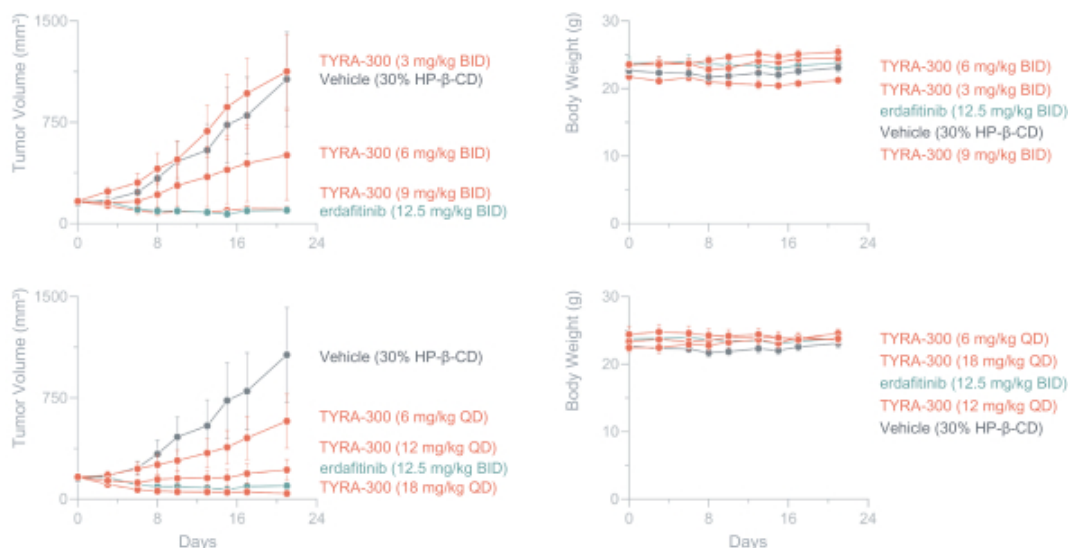 Tumor Volume (mm³)
1500
750
0
0
8
16
24
TYRA-300 (3 mg/kg BID)
Vehicle (30% HP-β-CD)
TYRA-300 (6 mg/kg BID)
TYRA-300 (9 mg/kg BID)
erdafitinib (12.5 mg/kg BID)
Body Weight (g)
30
20
10
0
0
8
16
24
TYRA-300 (6 mg/kg BID)
TYRA-300 (3 mg/kg BID)
erdafitinib (12.5 mg/kg BID)
Vehicle (30% HP-β-CD)
TYRA-300 (9 mg/kg BID)
Tumor Volume (mm³)
1500
750
0
0
8
16
24
Days
Vehicle (30% HP-β-CD)
TYRA-300 (6 mg/kg QD)
TYRA-300 (12 mg/kg QD)
erdafitinib (12.5 mg/kg BID)
TYRA-300 (18 mg/kg QD)
Body Weight (g)
30
20
10
0
0
8
16
24
Days
TYRA-300 (6 mg/kg QD)
TYRA-300 (18 mg/kg QD)
erdafitinib (12.5 mg/kg BID)
TYRA-300 (12 mg/kg QD)
Vehicle (30% HP-β-CD)